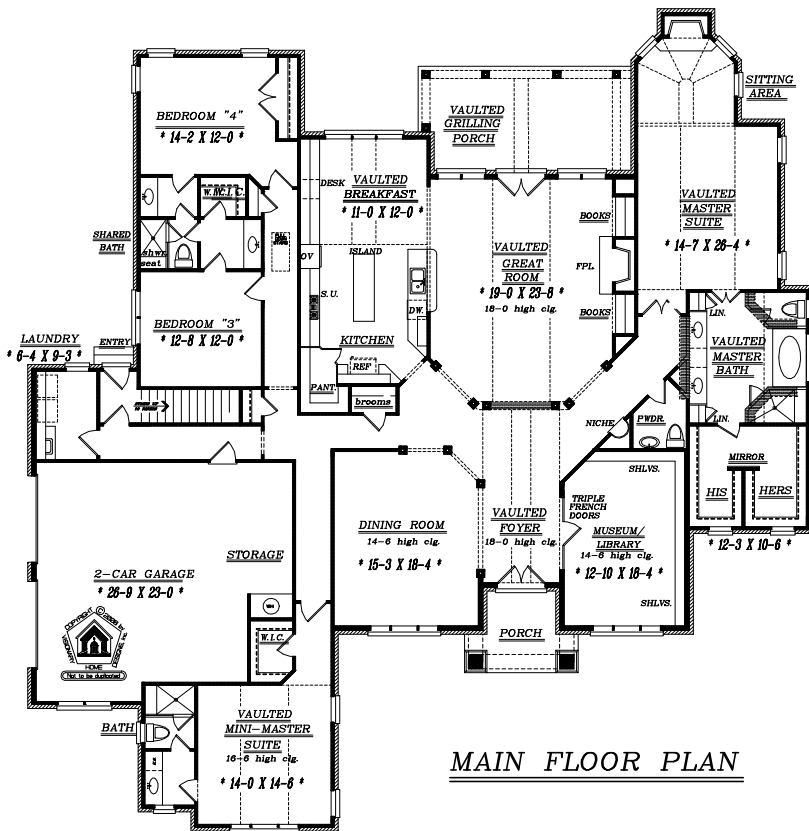 BEDROOM "4"
* 14-2 X 12-0 *
VAULTED
GRILLING
PORCH
SITTING
AREA
DESK
VAULTED
BREAKFAST
* 11-0 X 12-0 *
W.I.C.
BOOKS
VAULTED
MASTER
SUITE
* 14-7 X 26-4 *
SHARED
BATH
shwr.
seat
OV
ISLAND
VAULTED
GREAT
ROOM
* 19-0 X 23-8 *
18-0 high clg.
FPL.
S.U.
DW.
BOOKS
LIN.
BEDROOM "3"
* 12-8 X 12-0 *
KITCHEN
VAULTED
MASTER
BATH
LAUNDRY
* 6-4 X 9-3 *
ENTRY
REF
PANT.
brooms
NICHE
PWDR.
LIN.
MIRROR
HIS
HERS
* 12-3 X 10-6 *
SHLVS.
TRIPLE
FRENCH
DOORS
VAULTED
FOYER
18-0 high clg.
DINING ROOM
14-6 high clg.
* 15-3 X 18-4 *
MUSEUM/
LIBRARY
14-6 high clg.
* 12-10 X 18-4 *
SHLVS.
STORAGE
2-CAR GARAGE
* 26-9 X 23-0 *
WH
W.I.C.
COPYRIGHT © 2008 by
VISIONARY
HOME
DESIGNS, Inc.
Not to be duplicated
PORCH
BATH
VAULTED
MINI-MASTER
SUITE
16-6 high clg.
* 14-0 X 14-6 *
MAIN FLOOR PLAN